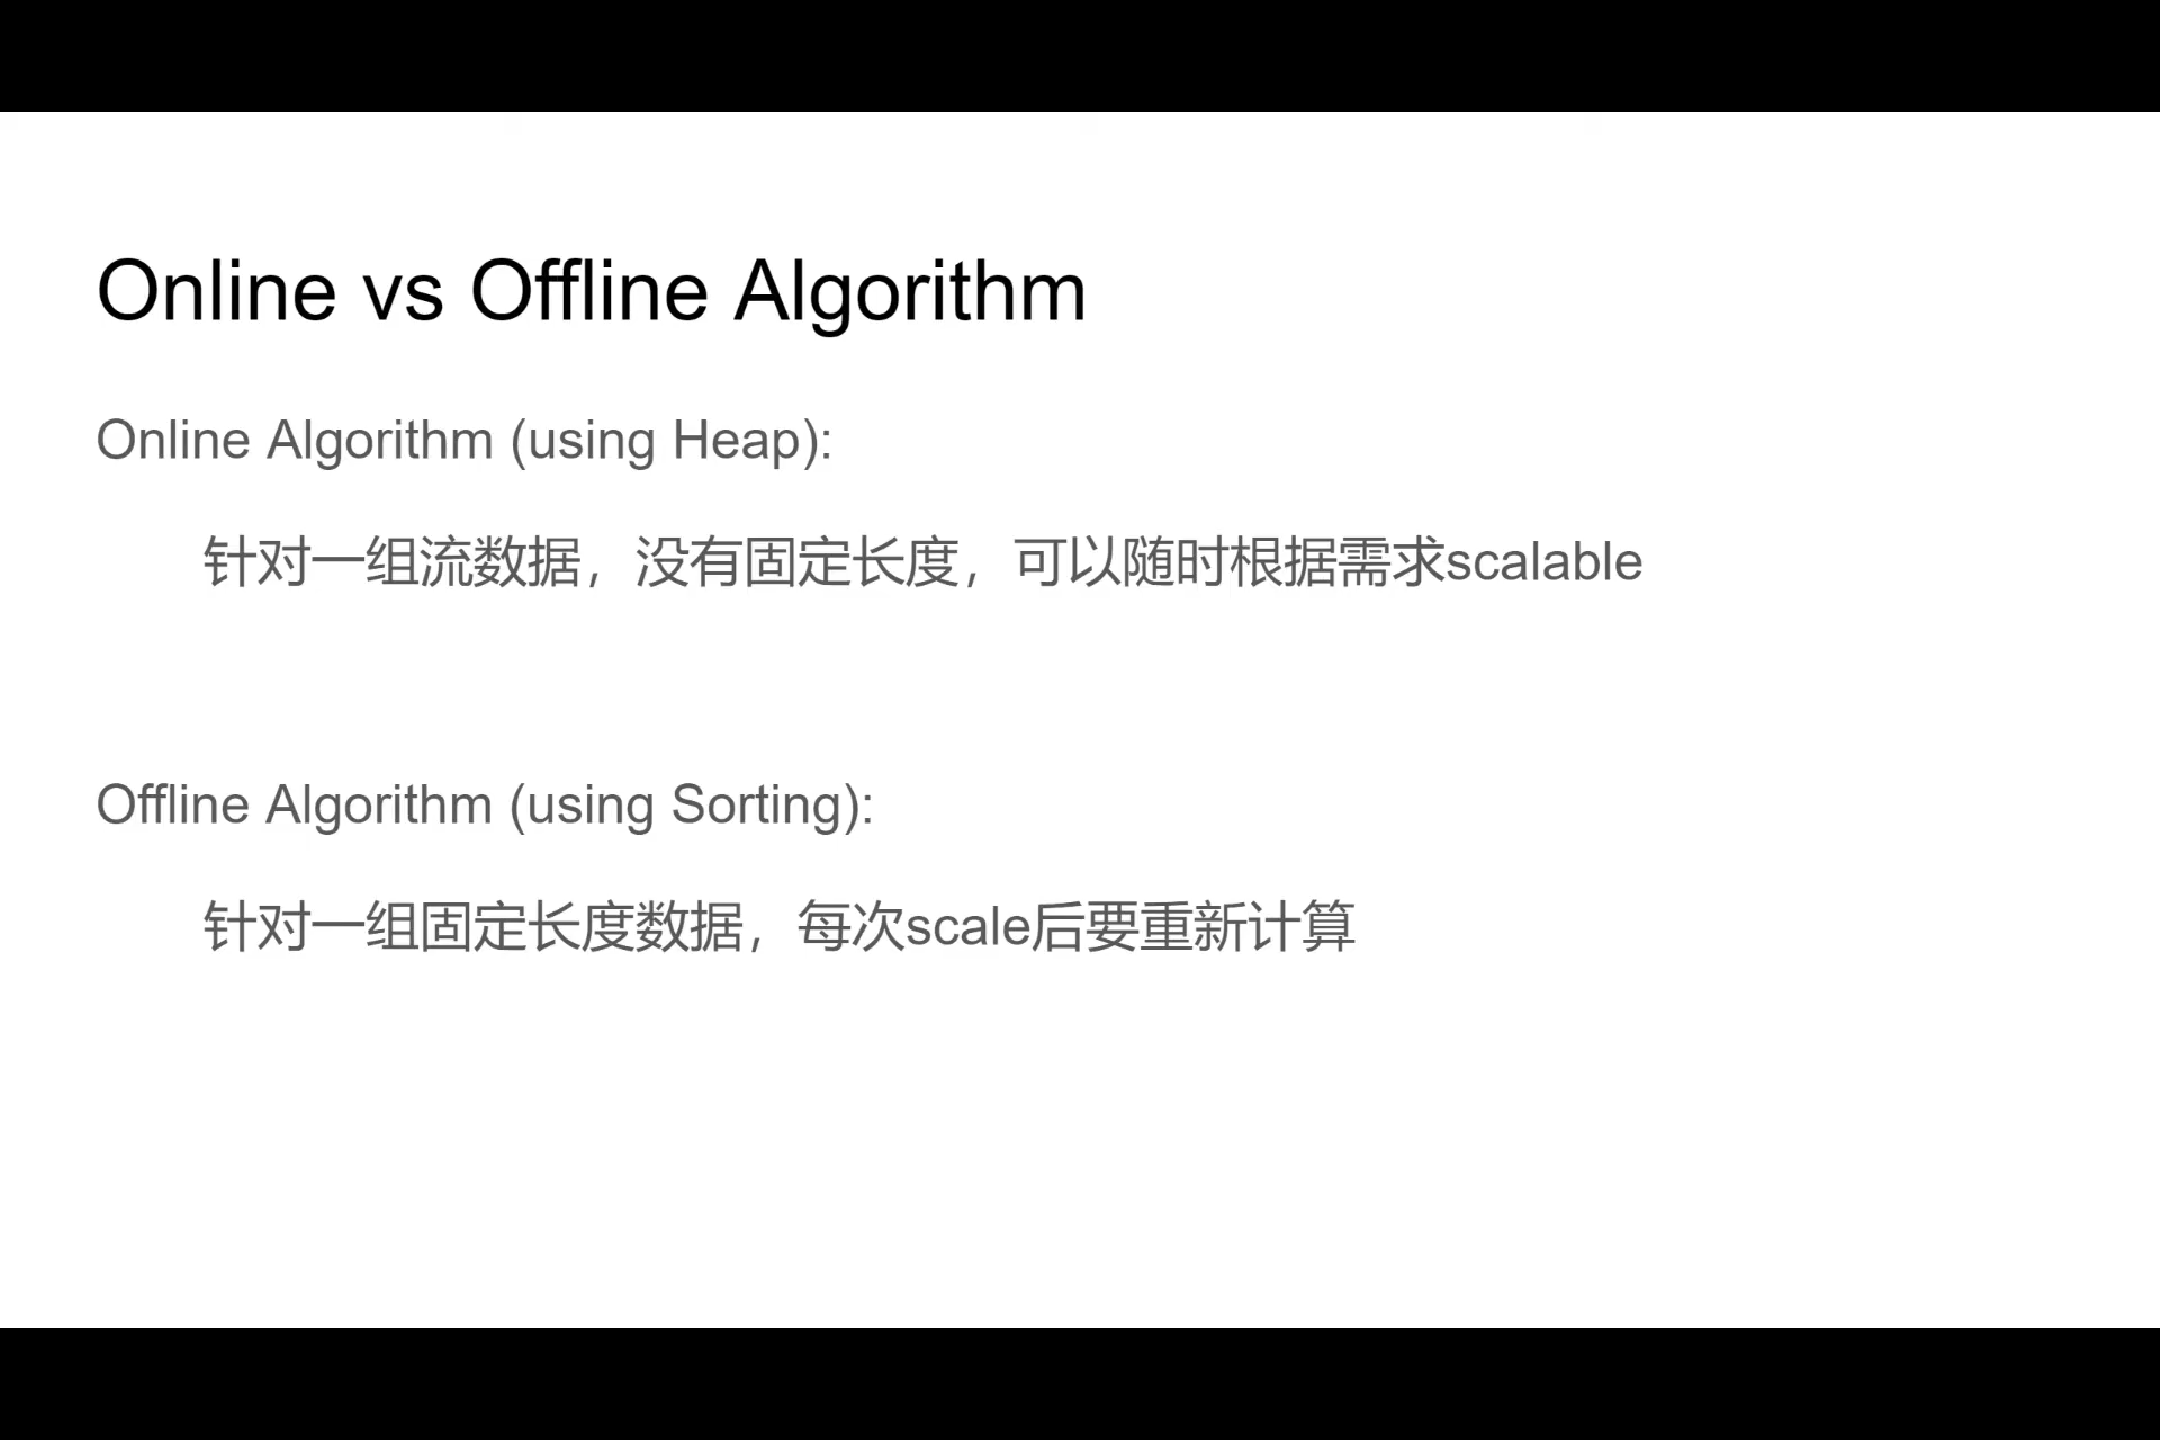 Online vs Offline Algorithm
Online Algorithm (using Heap):
针对一组流数据，没有固定长度，可以随时根据需求scalable
Offline Algorithm (using Sorting):
针对一组固定长度数据，每次scale后要重新计算